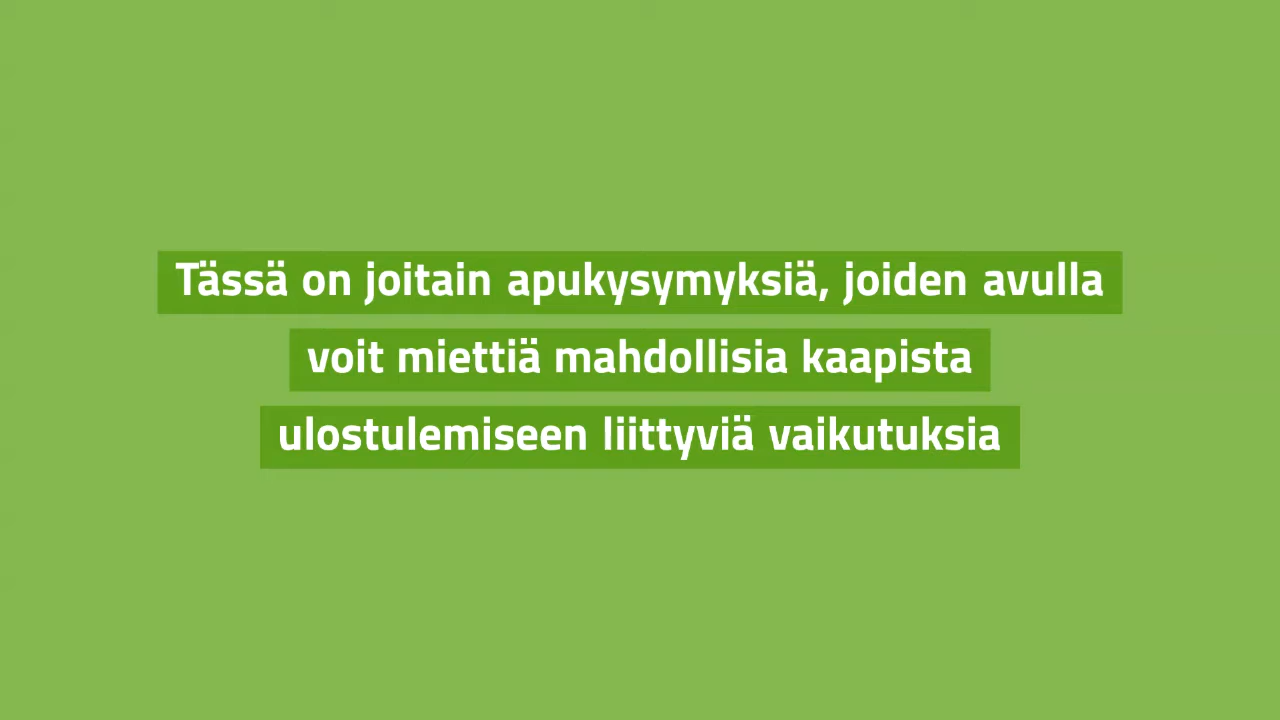 Tässä on joitain apukysymyksiä, joiden avulla
voit miettiä mahdollisia kaapista
ulostulemiseen liittyviä vaikutuksia